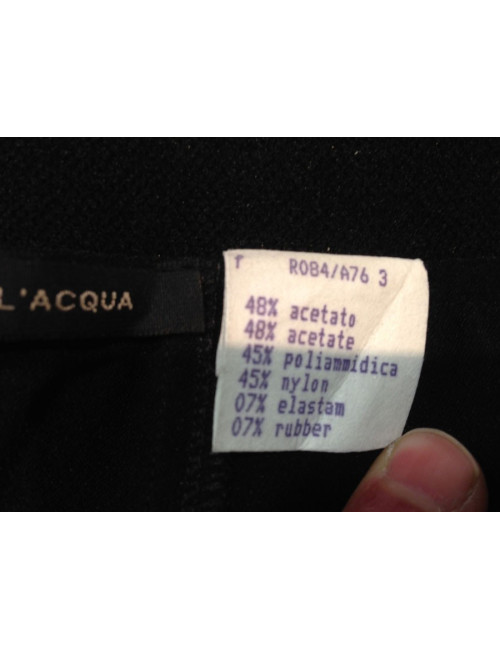 L'ACQUA
r R084/A76 3
48% acetato
48% acetate
45% poliammidica
45% nylon
07% elastam
07% rubber